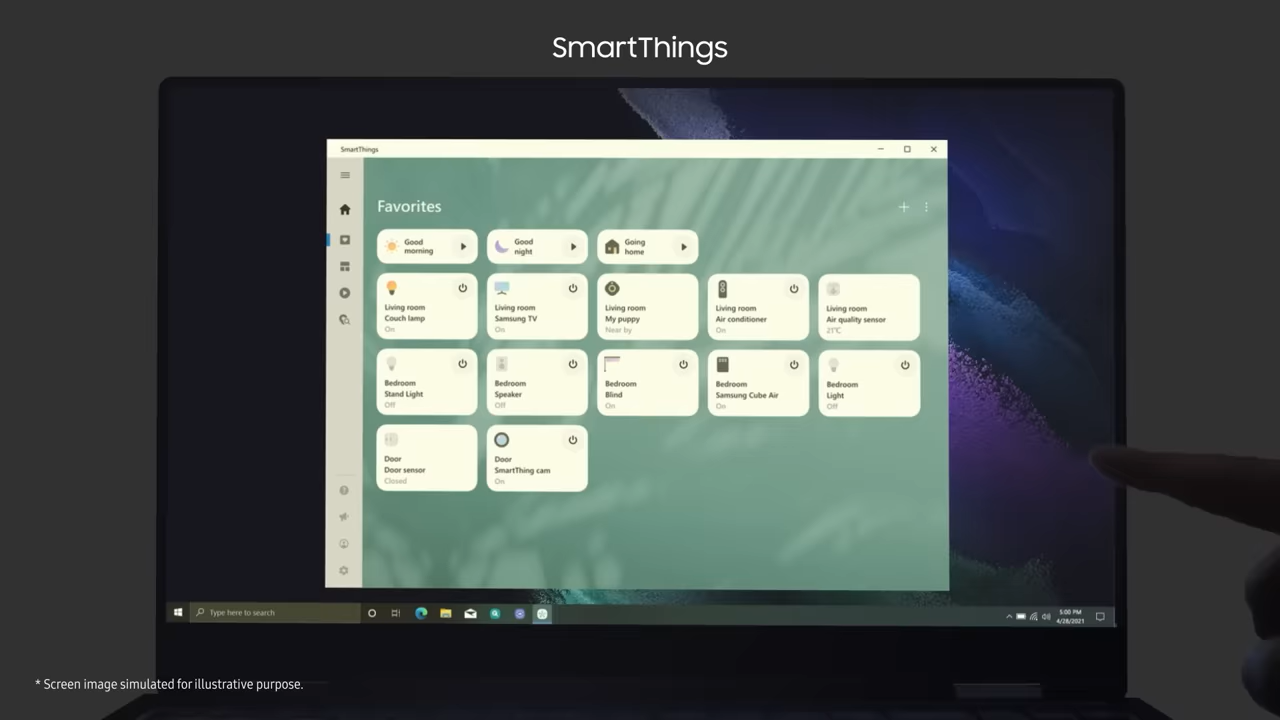 SmartThings
SmartThings
Favorites
Good
morning
Good
night
Going
home
Living room
Couch lamp
On
Living room
Samsung TV
On
Living room
My puppy
Near by
Living room
Air conditioner
On
Living room
Air quality sensor
21°C
Bedroom
Stand Light
Off
Bedroom
Speaker
Off
Bedroom
Blind
On
Bedroom
Samsung Cube Air
On
Bedroom
Light
Off
Door
Door sensor
Closed
Door
SmartThing cam
On
Type here to search
5:00 PM
4/28/2021
* Screen image simulated for illustrative purpose.